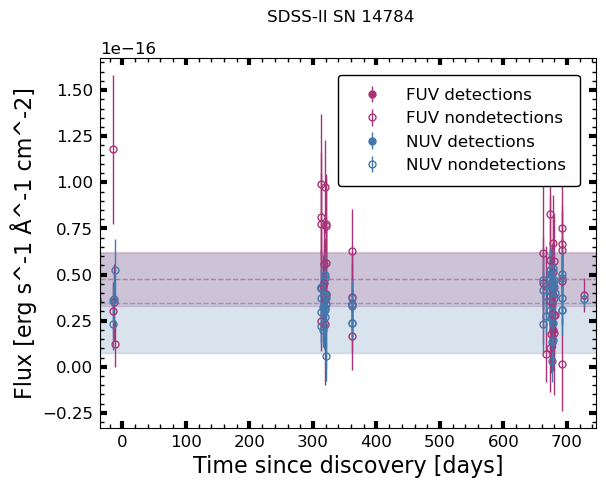 SDSS-II SN 14784
1e−16
Flux [erg s^-1 Å^-1 cm^-2]
1.50
1.25
1.00
0.75
0.50
0.25
0.00
−0.25
FUV detections
FUV nondetections
NUV detections
NUV nondetections
0 100 200 300 400 500 600 700
Time since discovery [days]